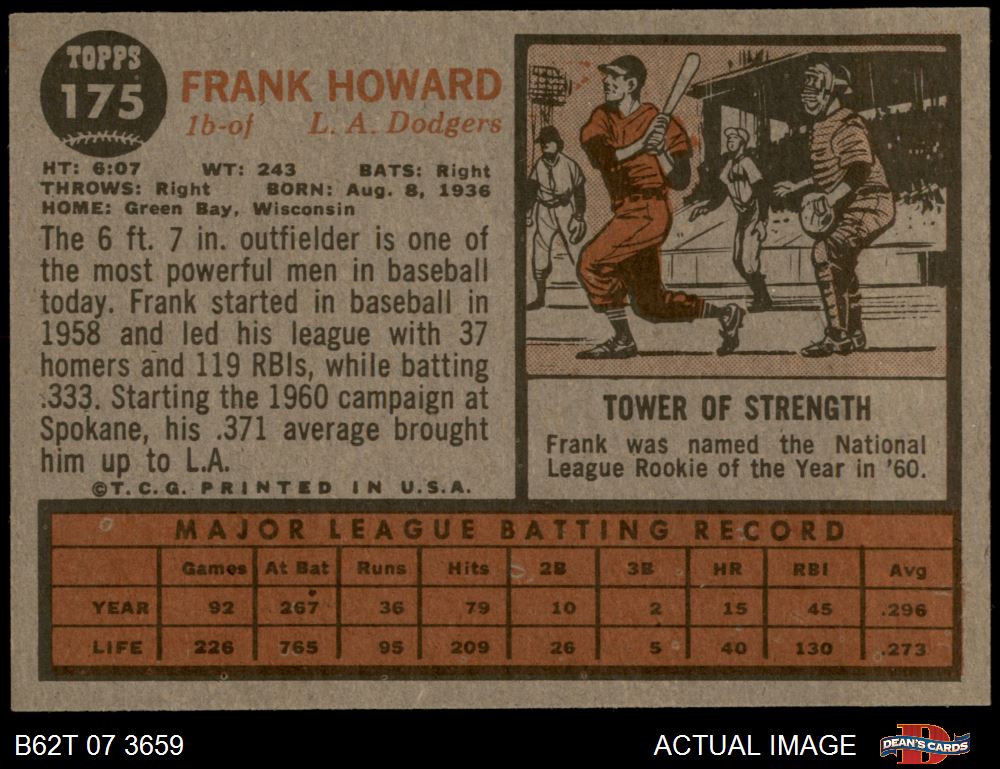 TOPPS
175
FRANK HOWARD
1b-of L. A. Dodgers
HT: 6:07 WT: 243 BATS: Right
THROWS: Right BORN: Aug. 8, 1936
HOME: Green Bay, Wisconsin
The 6 ft. 7 in. outfielder is one of
the most powerful men in baseball
today. Frank started in baseball in
1958 and led his league with 37
homers and 119 RBIs, while batting
.333. Starting the 1960 campaign at
Spokane, his .371 average brought
him up to L.A.
©T. C. G. PRINTED IN U.S.A.
TOWER OF STRENGTH
Frank was named the National
League Rookie of the Year in '60.
MAJOR LEAGUE BATTING RECORD
Games At Bat Runs Hits 2B 3B HR RBI Avg
YEAR 92 267 36 79 10 2 15 45 .296
LIFE 226 765 95 209 26 5 40 130 .273
B62T 07 3659 ACTUAL IMAGE DEAN'S CARDS